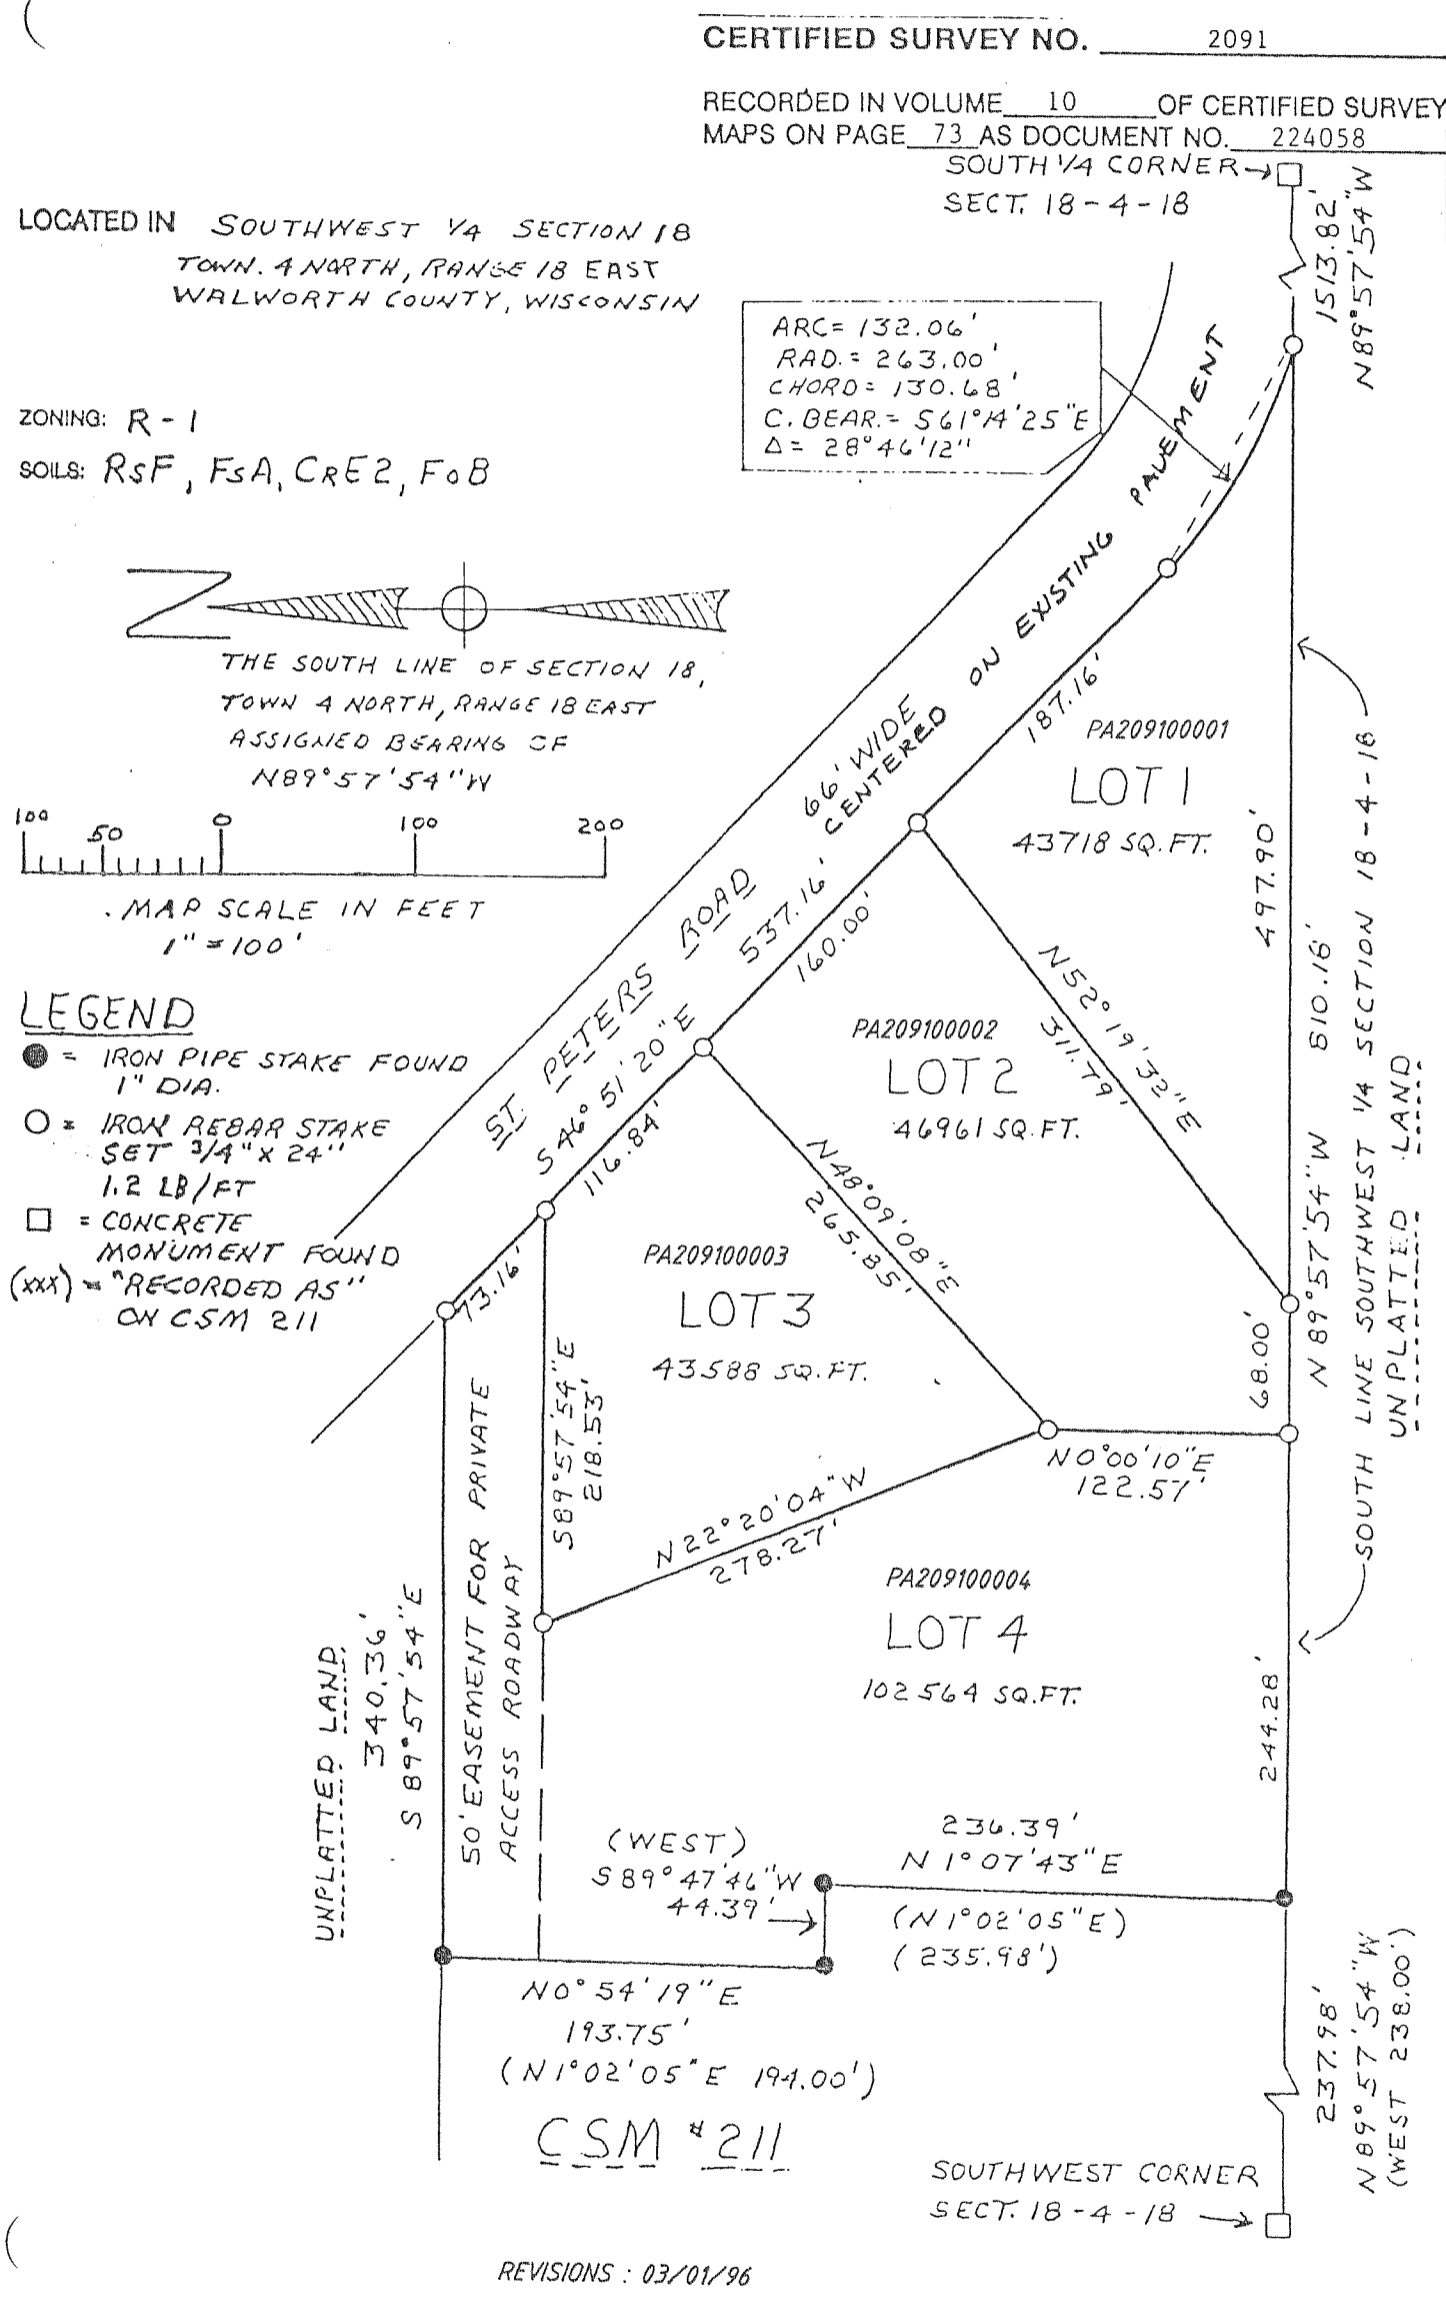 CERTIFIED SURVEY NO. 2091
RECORDED IN VOLUME 10 OF CERTIFIED SURVEY
MAPS ON PAGE 73 AS DOCUMENT NO. 224058
SOUTH 1/4 CORNER
SECT. 18-4-18
1513.82'
N89°57'54"W
LOCATED IN SOUTHWEST 1/4 SECTION 18
TOWN. 4 NORTH, RANGE 18 EAST
WALWORTH COUNTY, WISCONSIN
ARC= 132.06'
RAD.= 263.00'
CHORD= 130.68'
C. BEAR.= S61°14'25"E
Δ= 28°46'12"
ZONING: R-1
SOILS: RSF, FSA, CRE2, FOB
N
THE SOUTH LINE OF SECTION 18,
TOWN 4 NORTH, RANGE 18 EAST
ASSIGNED BEARING OF
N89°57'54"W
100 50 0 100 200
MAP SCALE IN FEET
1"=100'
LEGEND
● = IRON PIPE STAKE FOUND
1" DIA.
○ = IRON REBAR STAKE
SET 3/4" X 24"
1.2 LB/FT
□ = CONCRETE
MONUMENT FOUND
(XXX) = "RECORDED AS"
ON CSM 211
ST. PETERS ROAD
66' WIDE
CENTERED ON EXISTING PAVEMENT
537.16'
S46°51'20"E
187.16'
160.00'
116.84'
73.16'
PA209100001
LOT 1
43718 SQ.FT.
497.90'
N52°19'32"E
311.79'
PA209100002
LOT 2
46961 SQ.FT.
N48°09'08"E
265.85'
68.00'
N 89°57'54"W 810.18'
SOUTH LINE SOUTHWEST 1/4 SECTION 18-4-18
UNPLATTED LAND
PA209100003
LOT 3
43588 SQ.FT.
S89°57'54"E
218.53'
N0°00'10"E
122.57'
N22°20'04"W
278.27'
PA209100004
LOT 4
102564 SQ.FT.
244.28'
50' EASEMENT FOR PRIVATE
ACCESS ROADWAY
UNPLATTED LAND
340.36'
S89°57'54"E
(WEST)
S89°47'46"W
44.39'
236.39'
N1°07'43"E
(N1°02'05"E)
(235.98')
N0°54'19"E
193.75'
(N1°02'05"E 194.00')
CSM #211
237.98'
N89°57'54"W
(WEST 238.00')
SOUTHWEST CORNER
SECT. 18-4-18
REVISIONS : 03/01/96